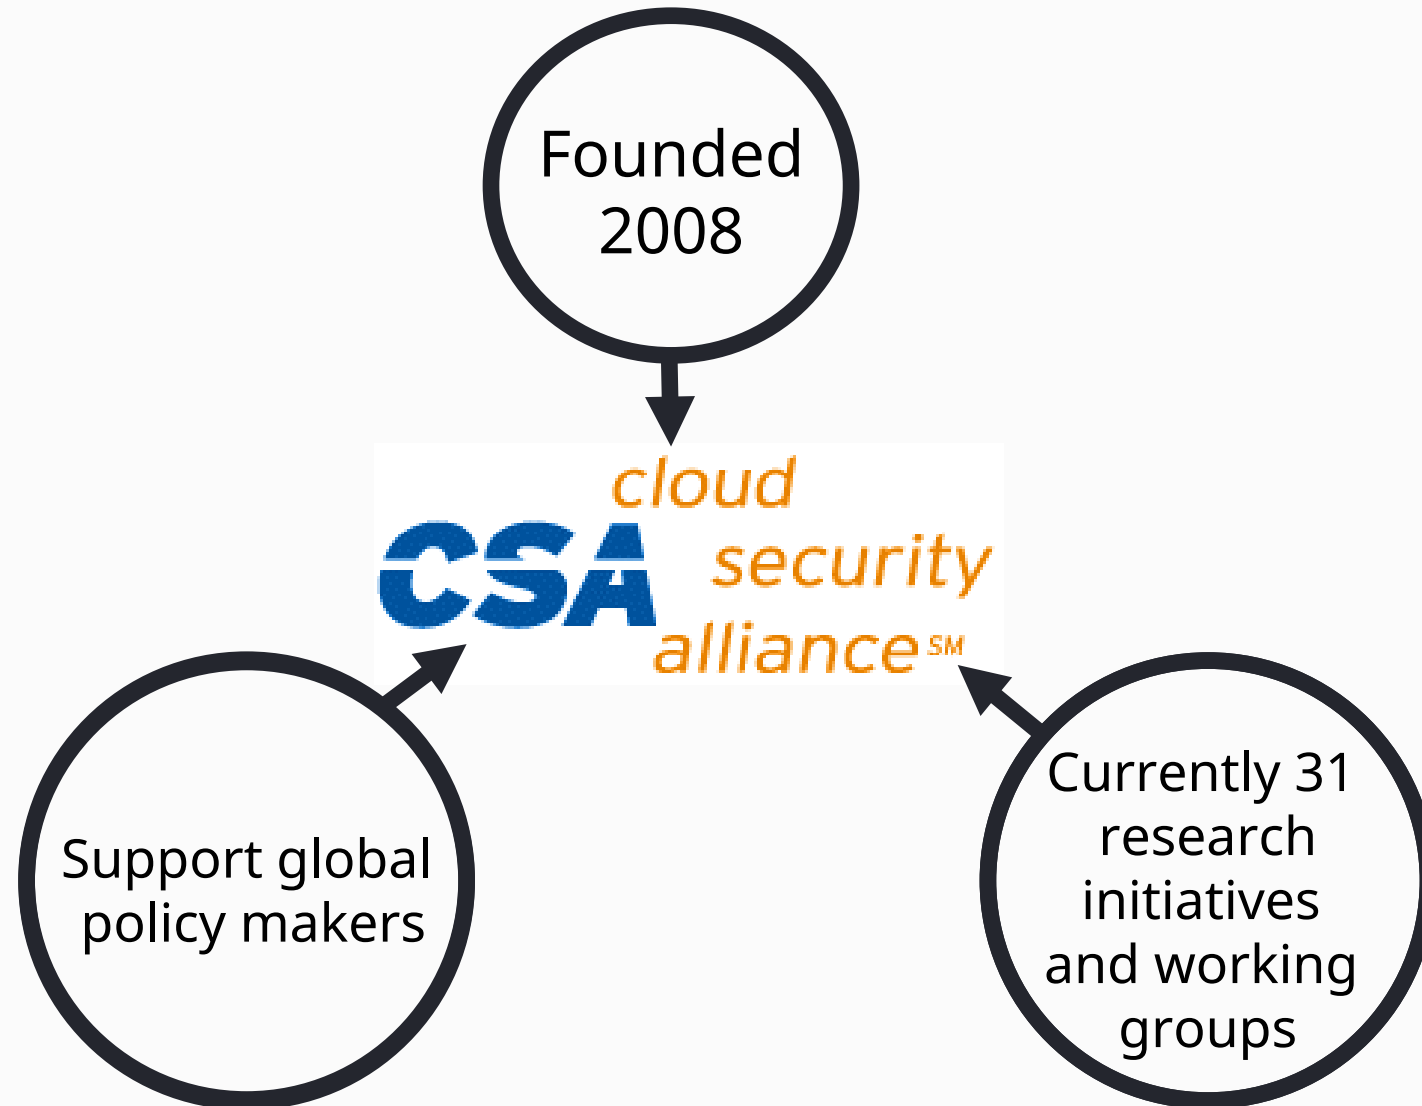 Founded
2008
cloud
CSA
security
alliance SM
Support global
policy makers
Currently 31
research
initiatives
and working
groups